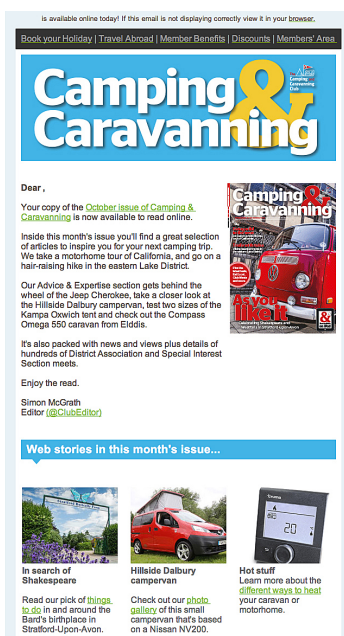 is available online today! If this email is not displaying correctly view it in your browser.
Book your Holiday | Travel Abroad | Member Benefits | Discounts | Members' Area
Camping &
Caravanning
The
Camping and
Caravanning
Club
Dear ,
Your copy of the October issue of Camping &
Caravanning is now available to read online.
Inside this month's issue you'll find a great selection
of articles to inspire you for your next camping trip.
We take a motorhome tour of California, and go on a
hair-raising hike in the eastern Lake District.
Our Advice & Expertise section gets behind the
wheel of the Jeep Cherokee, take a closer look at
the Hillside Dalbury campervan, test two sizes of the
Kampa Oxwich tent and check out the Compass
Omega 550 caravan from Elddis.
It's also packed with news and views plus details of
hundreds of District Association and Special Interest
Section meets.
Enjoy the read.
Simon McGrath
Editor (@ClubEditor)
Camping &
Caravanning
As you
like it
Web stories in this month's issue...
Truma
20
In search of
Shakespeare
Read our pick of things
to do in and around the
Bard's birthplace in
Stratford-Upon-Avon.
Hillside Dalbury
campervan
Check out our photo
gallery of this small
campervan that's based
on a Nissan NV200.
Hot stuff
Learn more about the
different ways to heat
your caravan or
motorhome.